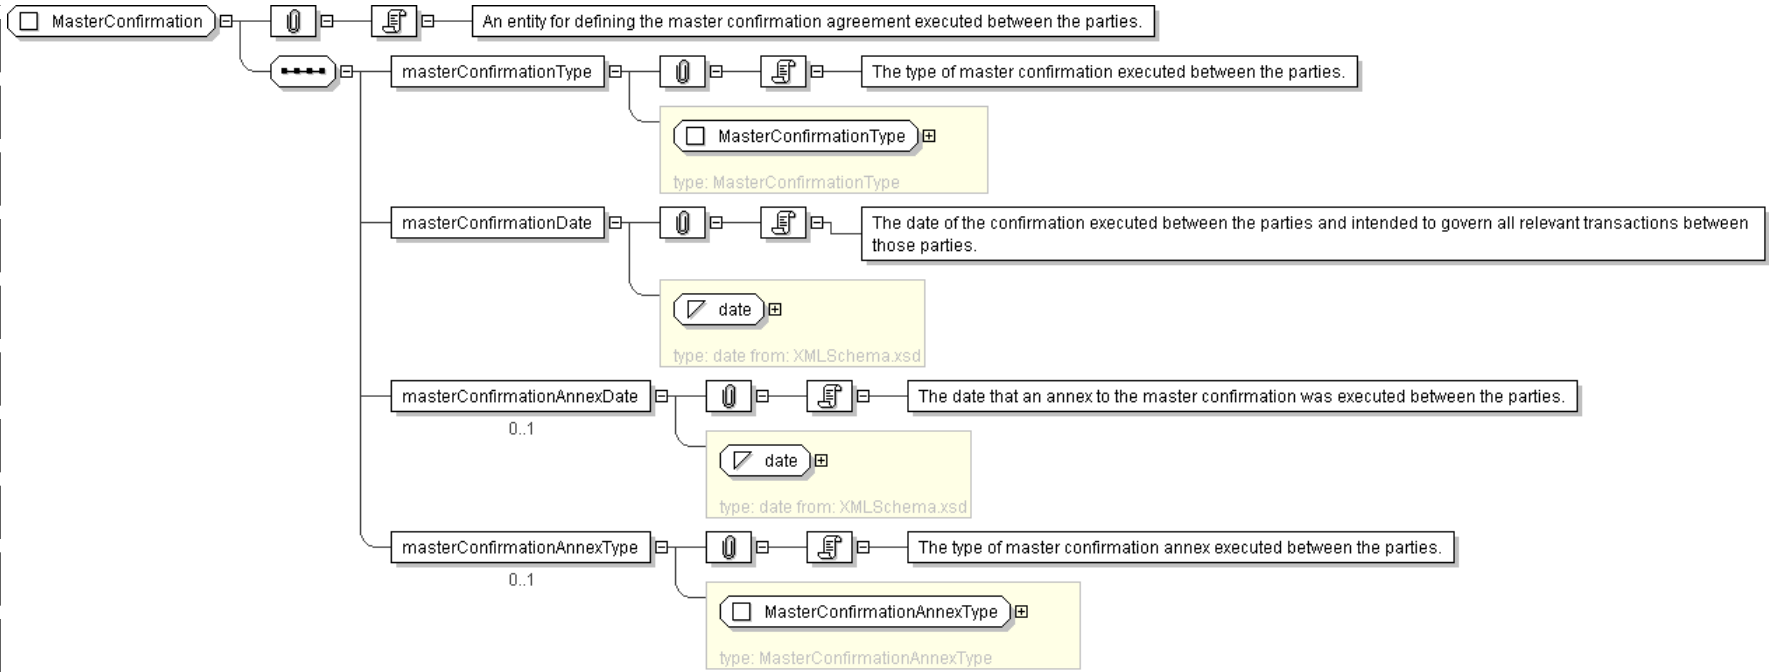 MasterConfirmation
An entity for defining the master confirmation agreement executed between the parties.
masterConfirmationType
The type of master confirmation executed between the parties.
MasterConfirmationType
type: MasterConfirmationType
masterConfirmationDate
The date of the confirmation executed between the parties and intended to govern all relevant transactions between
those parties.
date
type: date from: XMLSchema.xsd
masterConfirmationAnnexDate
The date that an annex to the master confirmation was executed between the parties.
0..1
date
type: date from: XMLSchema.xsd
masterConfirmationAnnexType
The type of master confirmation annex executed between the parties.
0..1
MasterConfirmationAnnexType
type: MasterConfirmationAnnexType